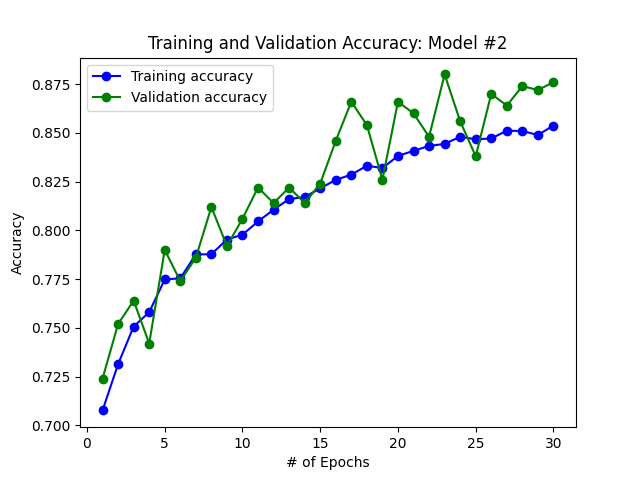 Training and Validation Accuracy: Model #2
Training accuracy
Validation accuracy
0.875
0.850
0.825
0.800
0.775
0.750
0.725
0.700
Accuracy
0 5 10 15 20 25 30
# of Epochs